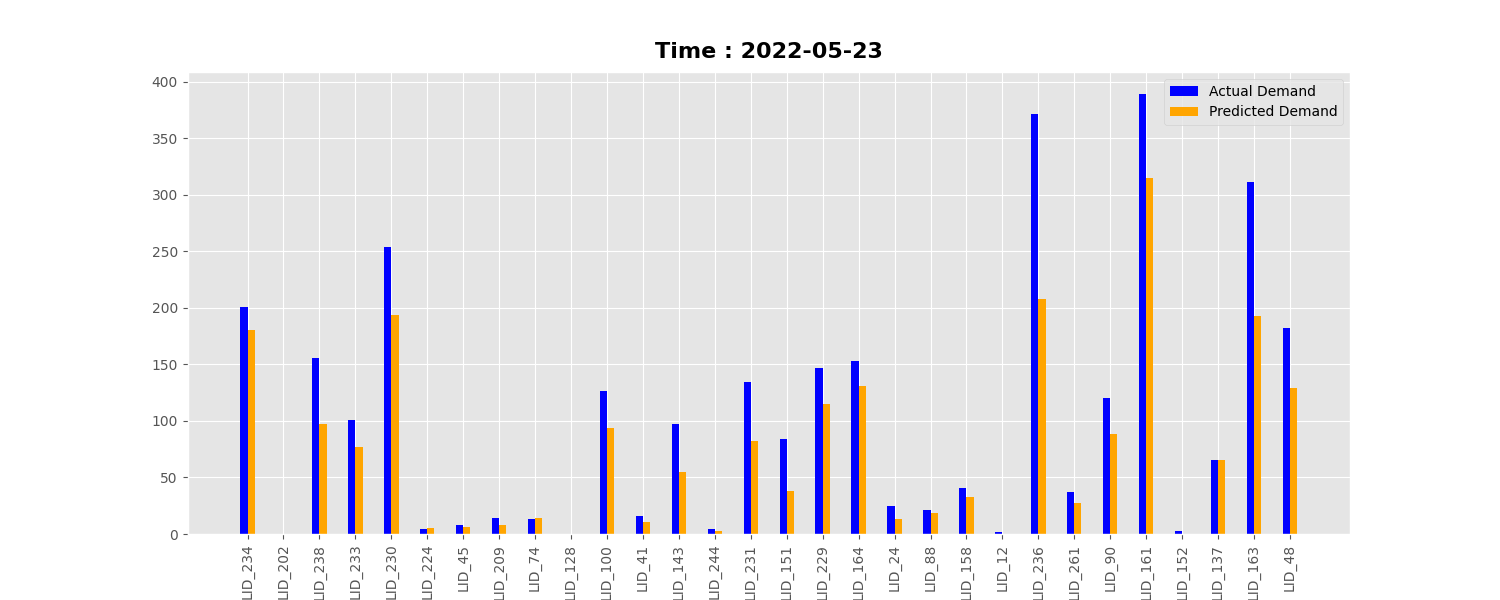 Time : 2022-05-23
Actual Demand
Predicted Demand
400
350
300
250
200
150
100
50
0
LID_234
LID_202
LID_238
LID_233
LID_230
LID_224
LID_45
LID_209
LID_74
LID_128
LID_100
LID_41
LID_143
LID_244
LID_231
LID_151
LID_229
LID_164
LID_24
LID_88
LID_158
LID_12
LID_236
LID_261
LID_90
LID_161
LID_152
LID_137
LID_163
LID_48